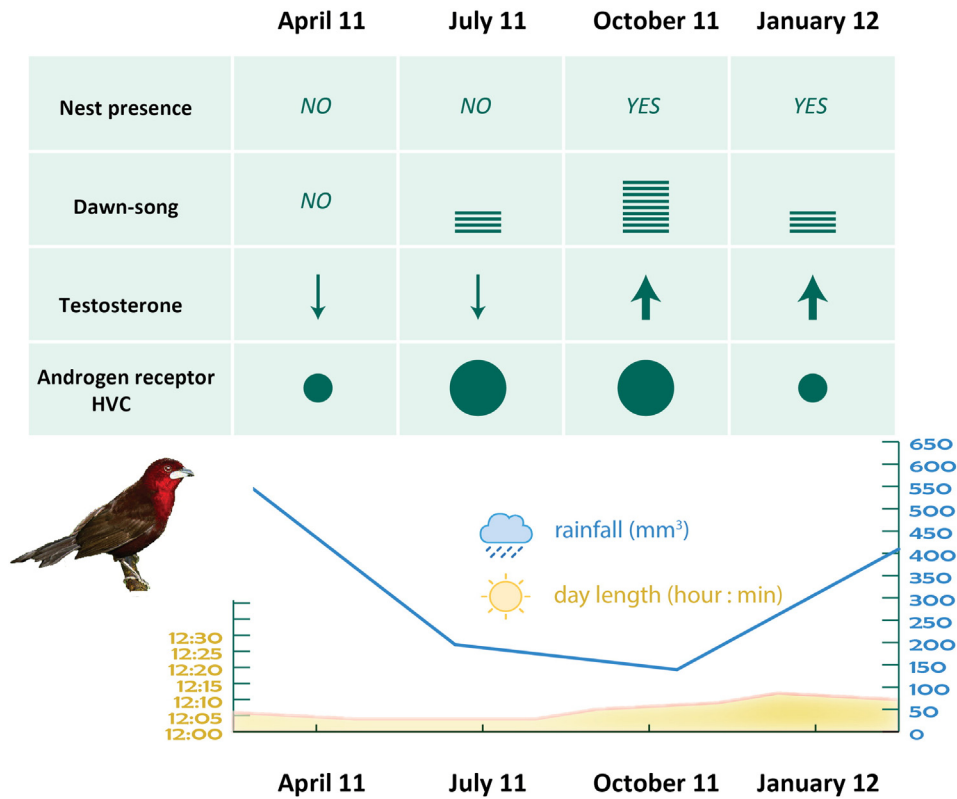 April 11 July 11 October 11 January 12
Nest presence NO NO YES YES
Dawn-song NO
Testosterone
Androgen receptor
HVC
650
600
550
500
450
400
350
300
250
200
150
100
50
0
rainfall (mm³)
day length (hour : min)
12:30
12:25
12:20
12:15
12:10
12:05
12:00
April 11 July 11 October 11 January 12